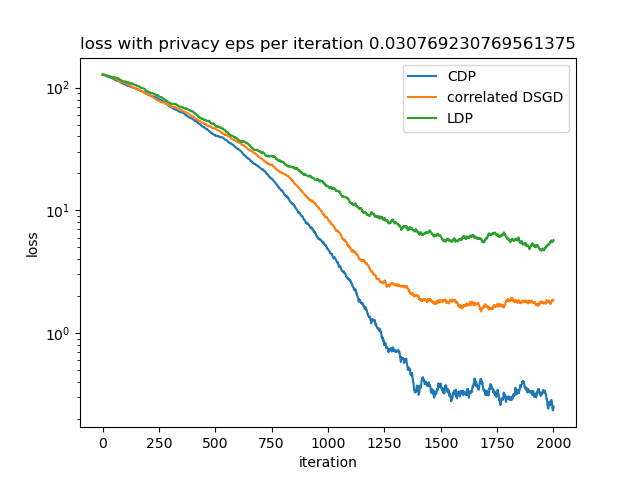 loss with privacy eps per iteration 0.030769230769561375
CDP
correlated DSGD
LDP
10²
10¹
10⁰
loss
0 250 500 750 1000 1250 1500 1750 2000
iteration